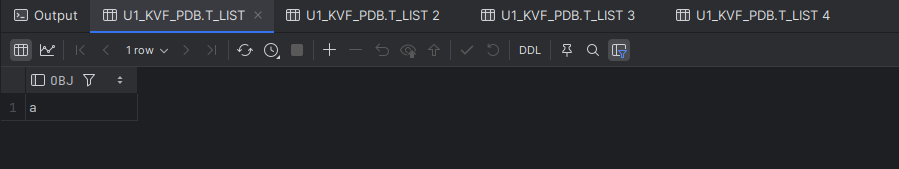 Output U1_KVF_PDB.T_LIST U1_KVF_PDB.T_LIST 2 U1_KVF_PDB.T_LIST 3 U1_KVF_PDB.T_LIST 4
1 row DDL
OBJ
1 a